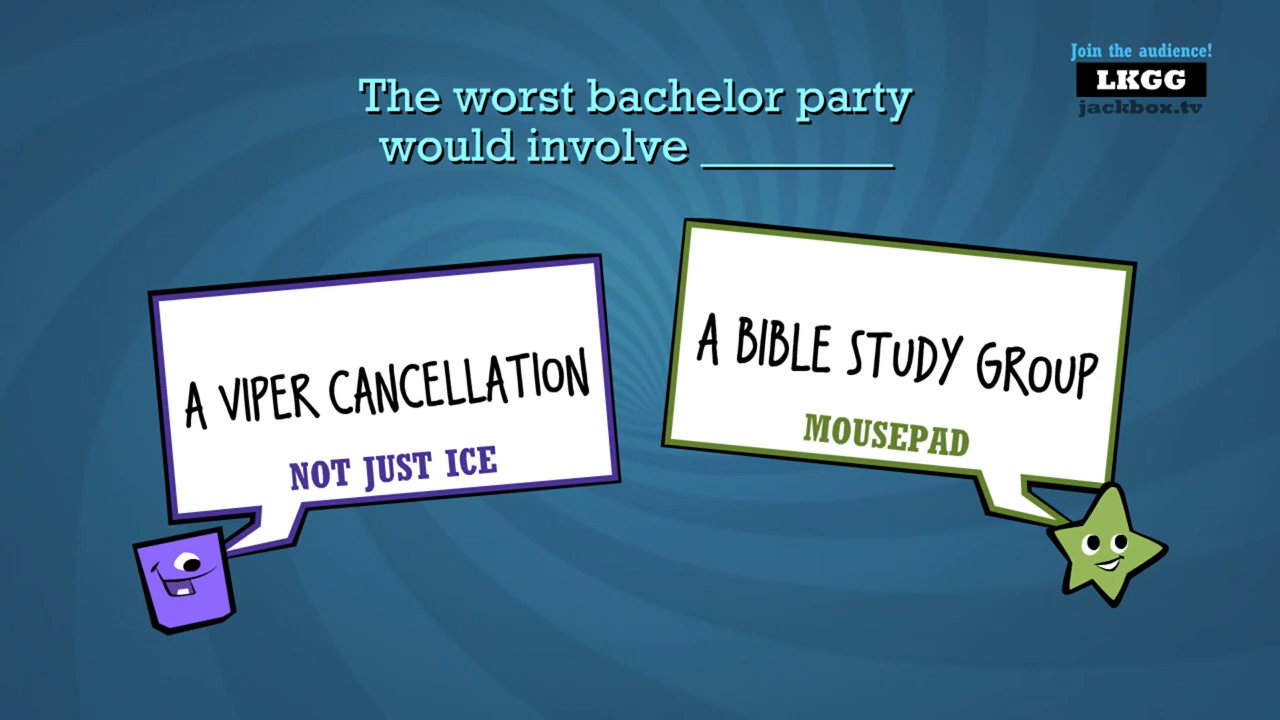 Join the audience!
LKGG
jackbox.tv
The worst bachelor party
would involve ________
A VIPER CANCELLATION
NOT JUST ICE
A BIBLE STUDY GROUP
MOUSEPAD